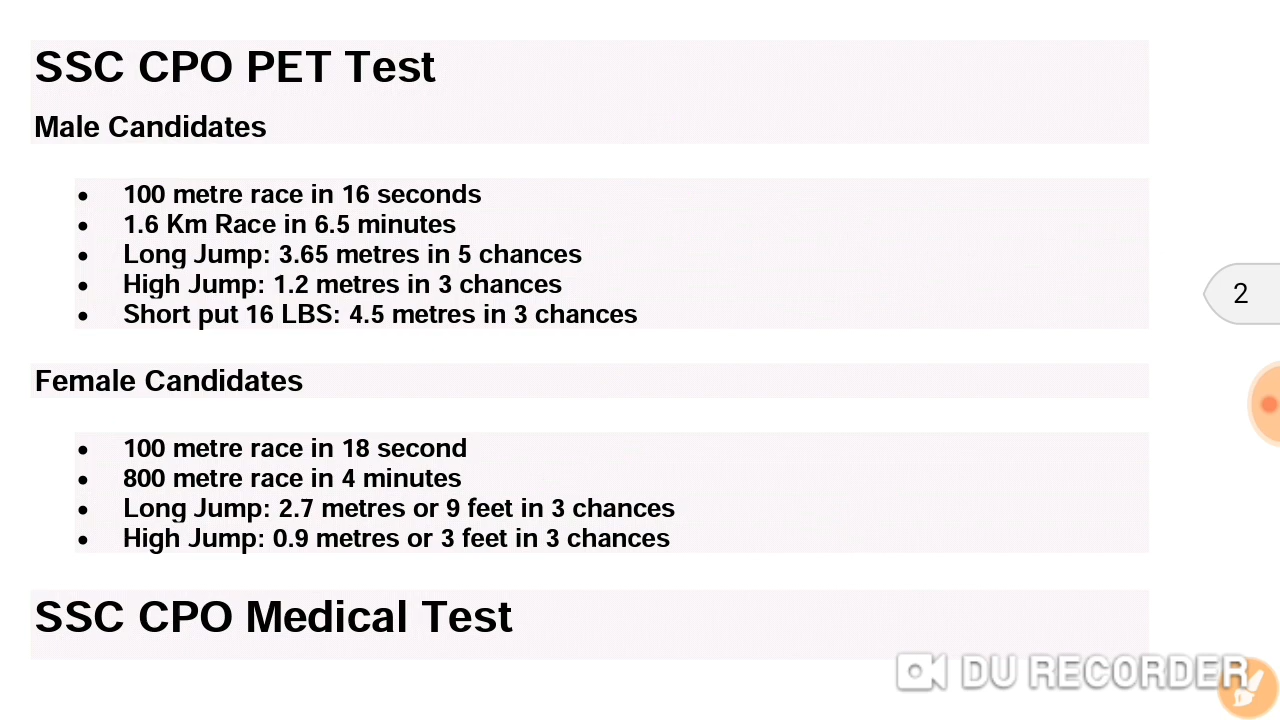 SSC CPO PET Test
Male Candidates
• 100 metre race in 16 seconds
• 1.6 Km Race in 6.5 minutes
• Long Jump: 3.65 metres in 5 chances
• High Jump: 1.2 metres in 3 chances
• Short put 16 LBS: 4.5 metres in 3 chances
2
Female Candidates
• 100 metre race in 18 second
• 800 metre race in 4 minutes
• Long Jump: 2.7 metres or 9 feet in 3 chances
• High Jump: 0.9 metres or 3 feet in 3 chances
SSC CPO Medical Test
DU RECORDER